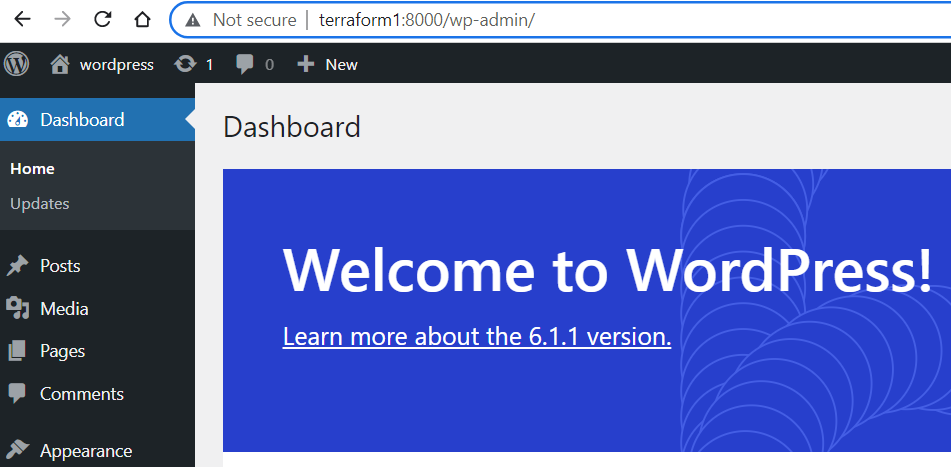 Not secure | terraform1:8000/wp-admin/
wordpress 1 0 New
Dashboard
Home
Updates
Posts
Media
Pages
Comments
Appearance
Dashboard
Welcome to WordPress!
Learn more about the 6.1.1 version.